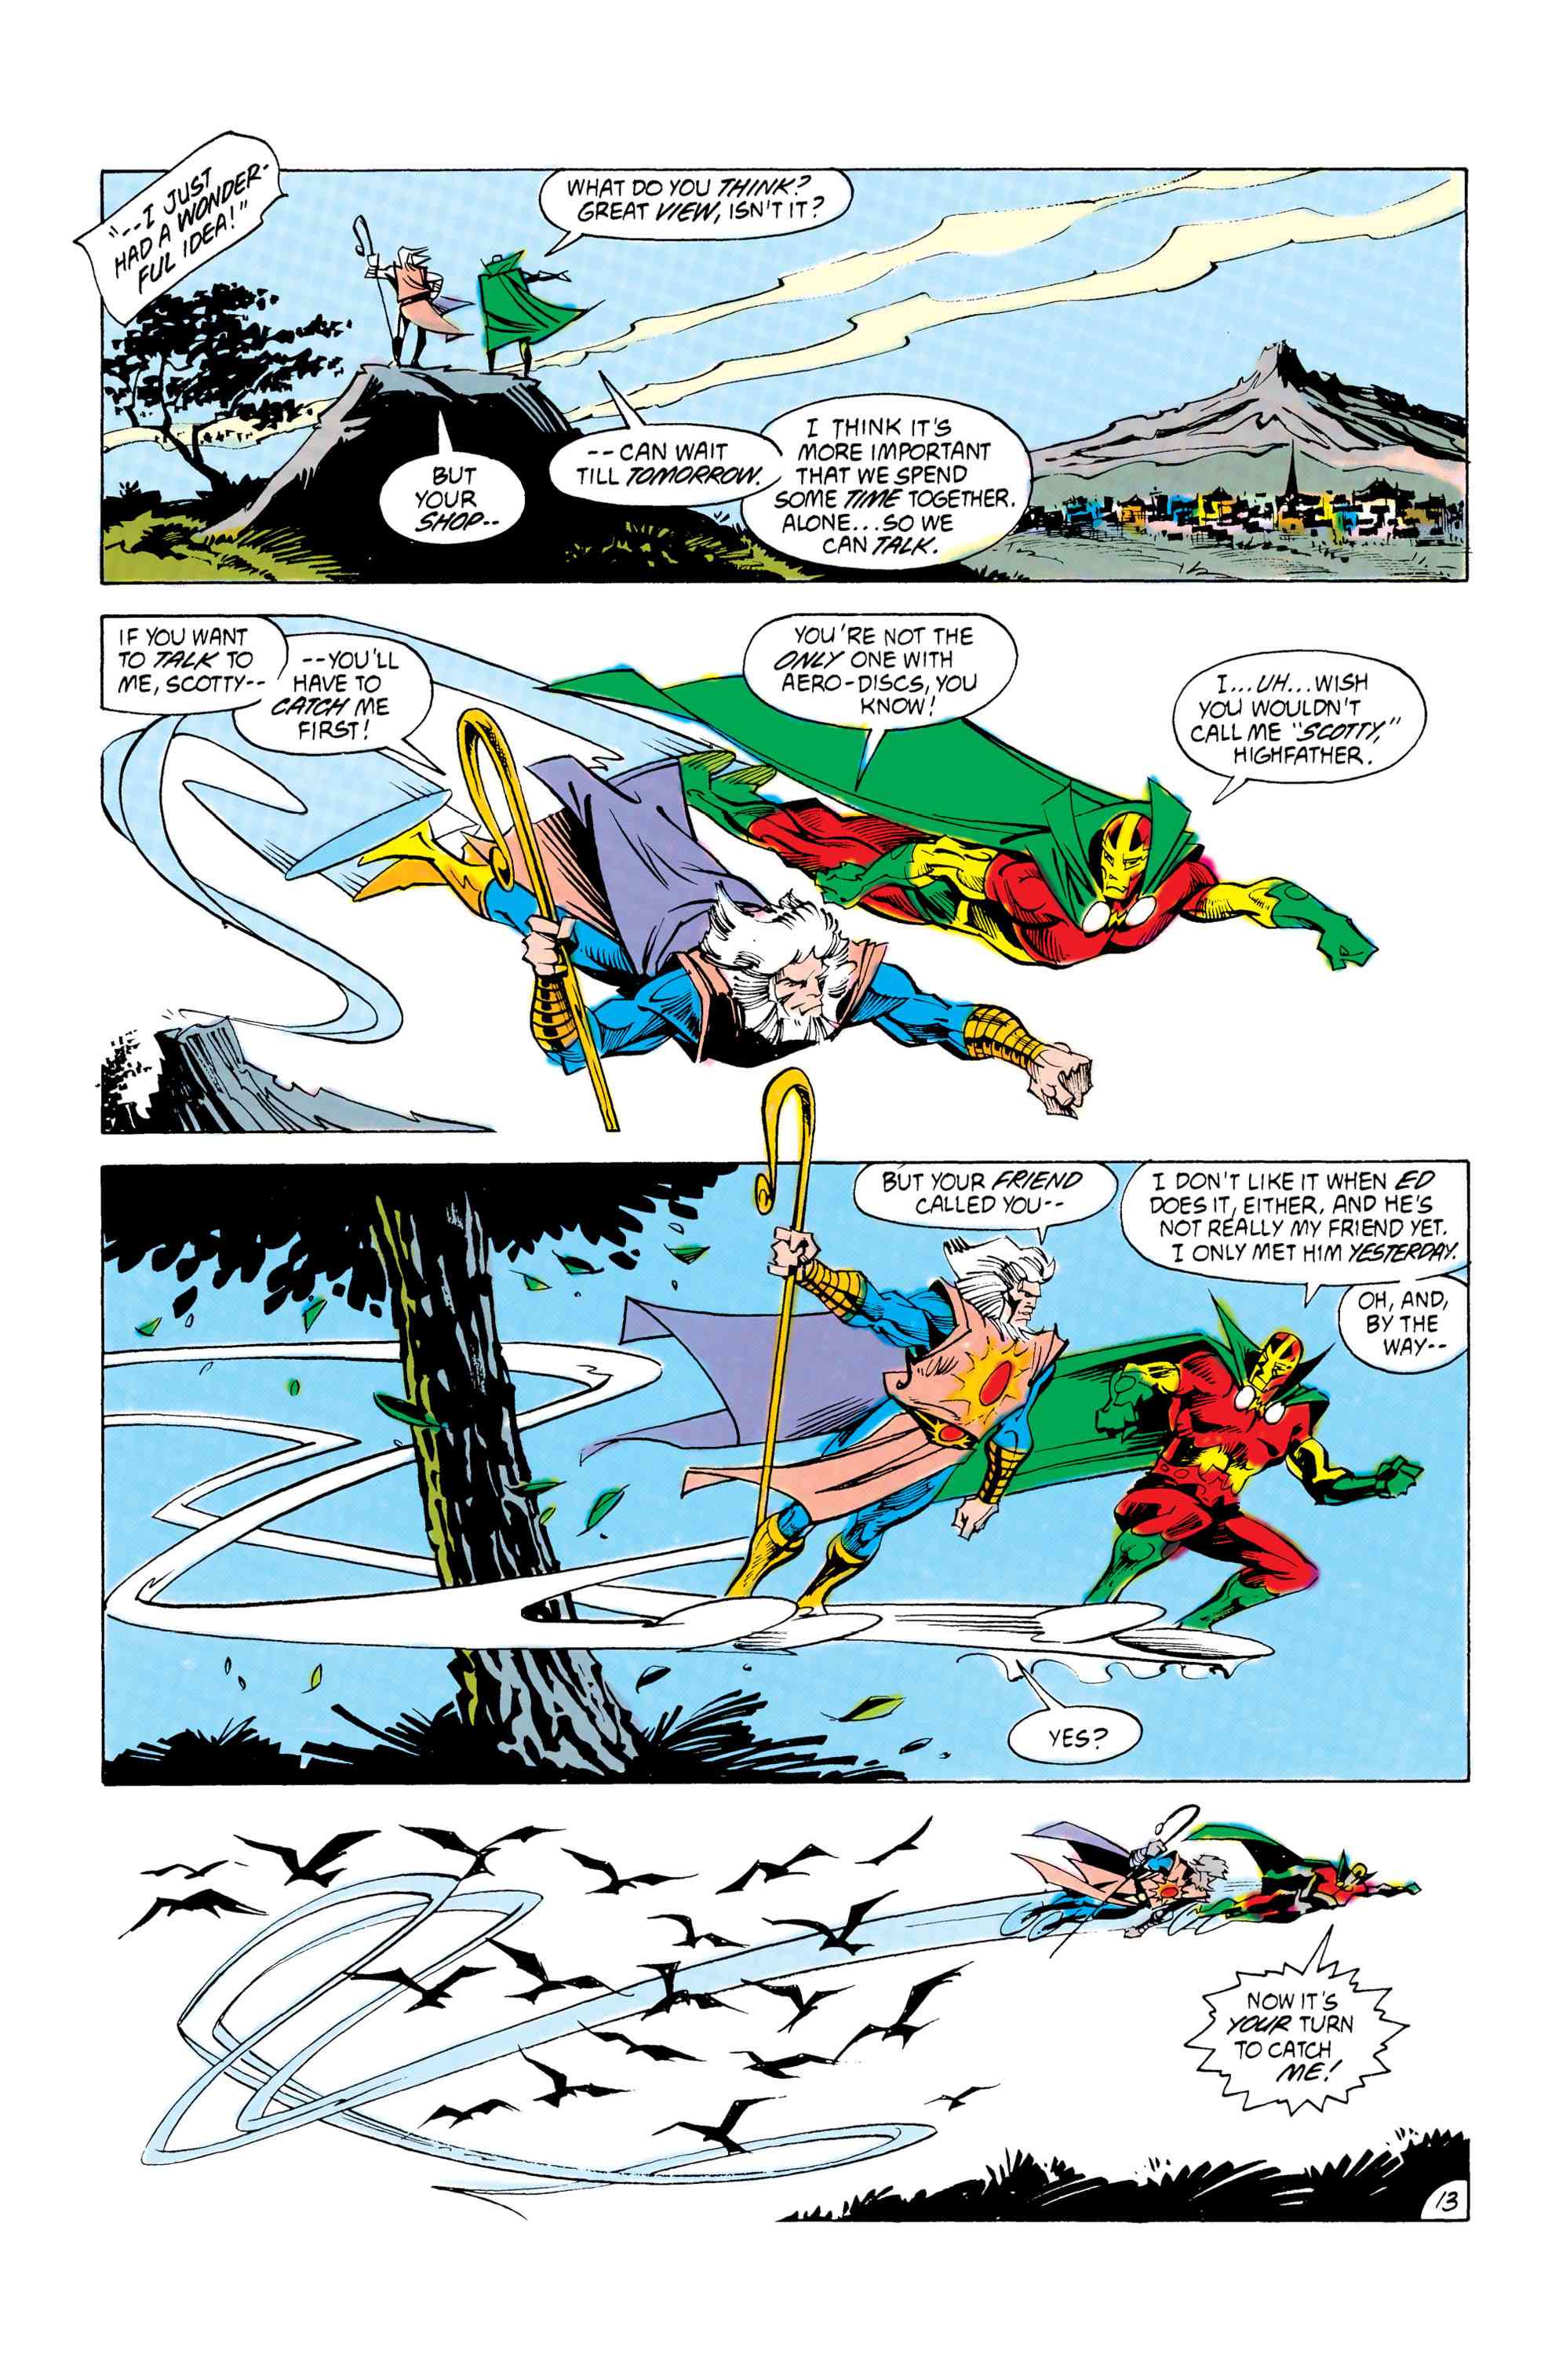 "--I JUST
HAD A WONDER-
FUL IDEA!"
WHAT DO YOU THINK?
GREAT VIEW, ISN'T IT?
BUT
YOUR
SHOP--
--CAN WAIT
TILL TOMORROW.
I THINK IT'S
MORE IMPORTANT
THAT WE SPEND
SOME TIME TOGETHER.
ALONE...SO WE
CAN TALK.
IF YOU WANT
TO TALK TO
ME, SCOTTY--
--YOU'LL
HAVE TO
CATCH ME
FIRST!
YOU'RE NOT THE
ONLY ONE WITH
AERO-DISCS, YOU
KNOW!
I...UH...WISH
YOU WOULDN'T
CALL ME "SCOTTY,"
HIGHFATHER.
BUT YOUR FRIEND
CALLED YOU--
I DON'T LIKE IT WHEN ED
DOES IT, EITHER. AND HE'S
NOT REALLY MY FRIEND YET.
I ONLY MET HIM YESTERDAY.
OH, AND,
BY THE
WAY--
YES?
NOW IT'S
YOUR TURN
TO CATCH
ME!
13